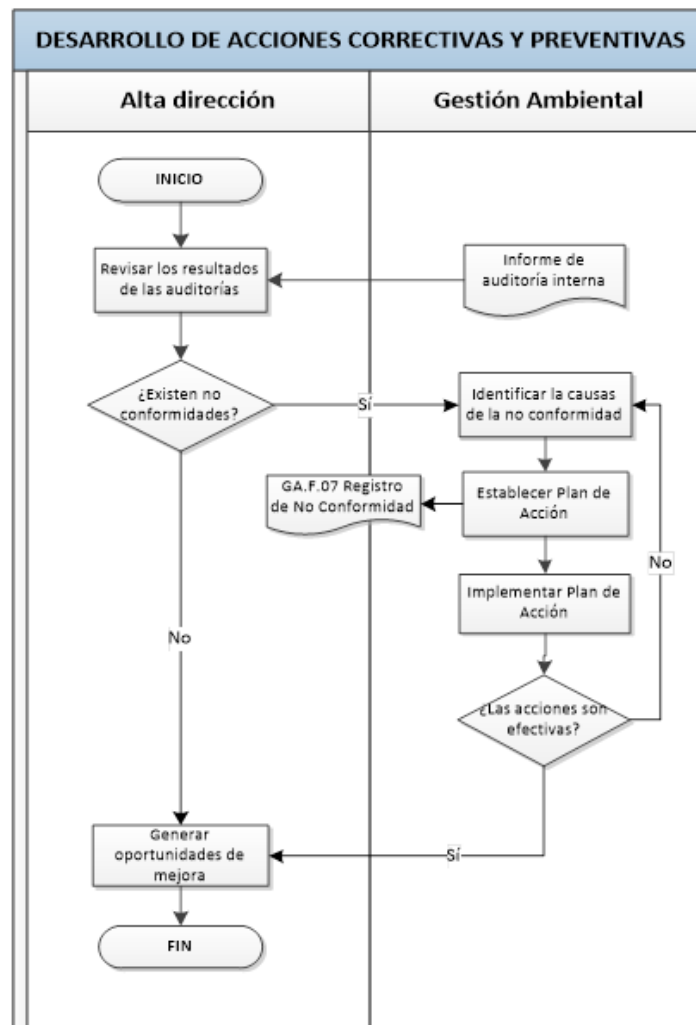 DESARROLLO DE ACCIONES CORRECTIVAS Y PREVENTIVAS
Alta dirección
Gestión Ambiental
INICIO
Revisar los resultados
de las auditorías
Informe de
auditoría interna
¿Existen no
conformidades?
Sí
Identificar la causas
de la no conformidad
GA.F.07 Registro
de No Conformidad
Establecer Plan de
Acción
No
Implementar Plan de
Acción
No
¿Las acciones son
efectivas?
Generar
oportunidades de
mejora
Sí
FIN